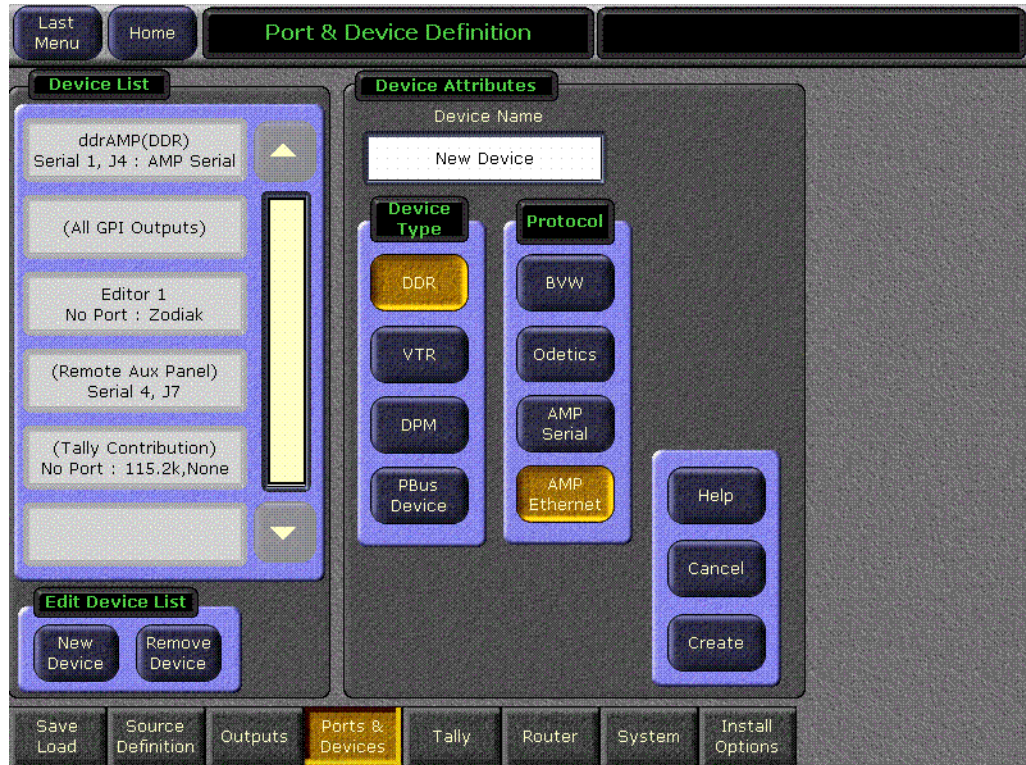 Last
Menu
Home
Port & Device Definition
Device List
ddrAMP(DDR)
Serial 1, J4 : AMP Serial
(All GPI Outputs)
Editor 1
No Port : Zodiak
(Remote Aux Panel)
Serial 4, J7
(Tally Contribution)
No Port : 115.2k,None
Edit Device List
New
Device
Remove
Device
Device Attributes
Device Name
New Device
Device
Type
DDR
VTR
DPM
PBus
Device
Protocol
BVW
Odetics
AMP
Serial
AMP
Ethernet
Help
Cancel
Create
Save
Load
Source
Definition
Outputs
Ports &
Devices
Tally
Router
System
Install
Options